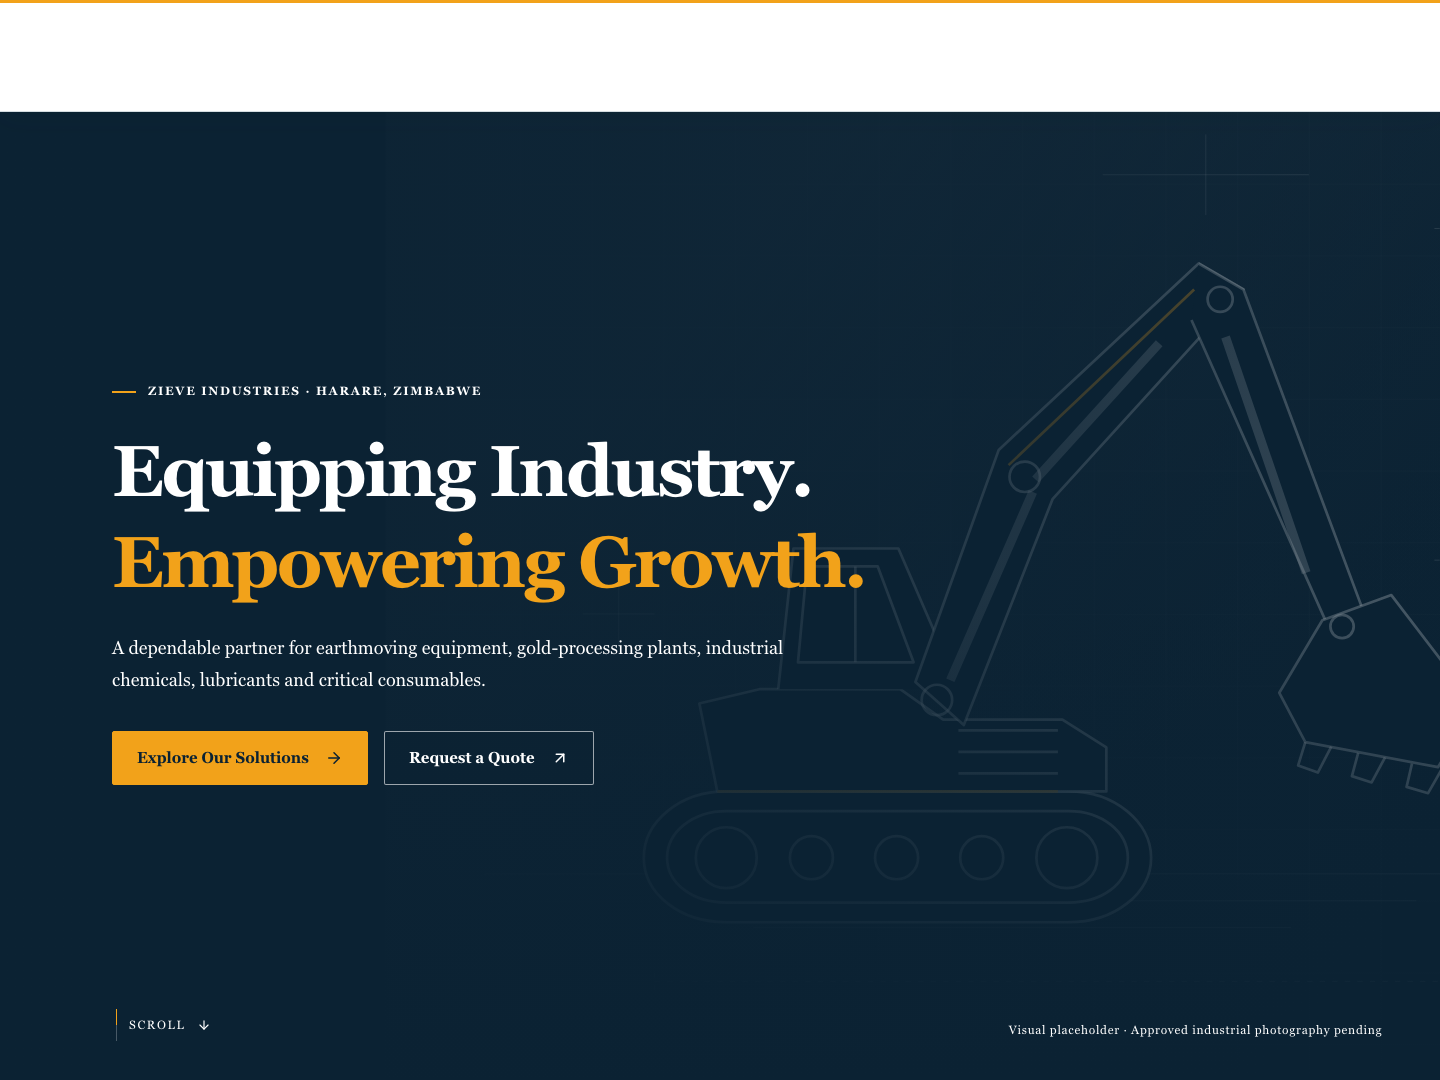 ZIEVE INDUSTRIES · HARARE, ZIMBABWE
Equipping Industry.
Empowering Growth.
A dependable partner for earthmoving equipment, gold-processing plants, industrial
chemicals, lubricants and critical consumables.
Explore Our Solutions
Request a Quote
SCROLL
Visual placeholder · Approved industrial photography pending